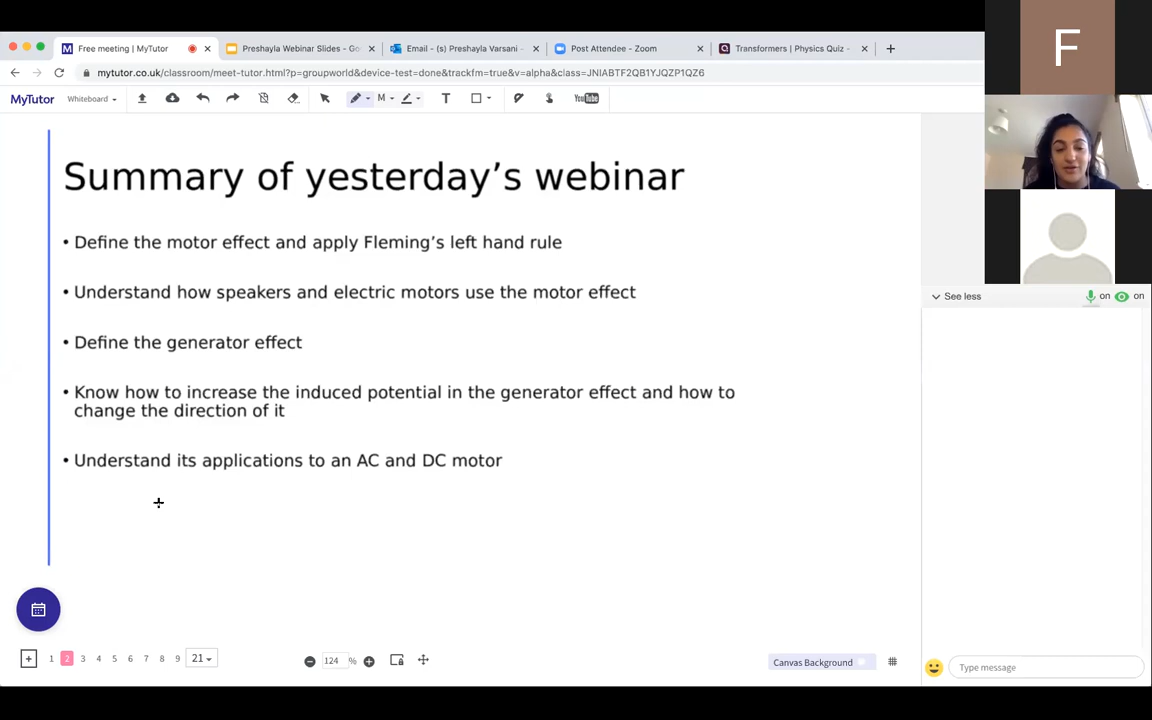 Free meeting | MyTutor
Preshayla Webinar Slides - Go
Email - (s) Preshayla Varsani -
Post Attendee - Zoom
Transformers | Physics Quiz -
mytutor.co.uk/classroom/meet-tutor.html?p=groupworld&device-test=done&trackfm=true&v=alpha&class=JNIABTF2QB1YJQZP1QZ6
MyTutor
Whiteboard
M
T
YouTube
F
Summary of yesterday's webinar
• Define the motor effect and apply Fleming's left hand rule
• Understand how speakers and electric motors use the motor effect
• Define the generator effect
• Know how to increase the induced potential in the generator effect and how to
change the direction of it
• Understand its applications to an AC and DC motor
See less
on
on
1 2 3 4 5 6 7 8 9 21
124 %
Canvas Background
Type message